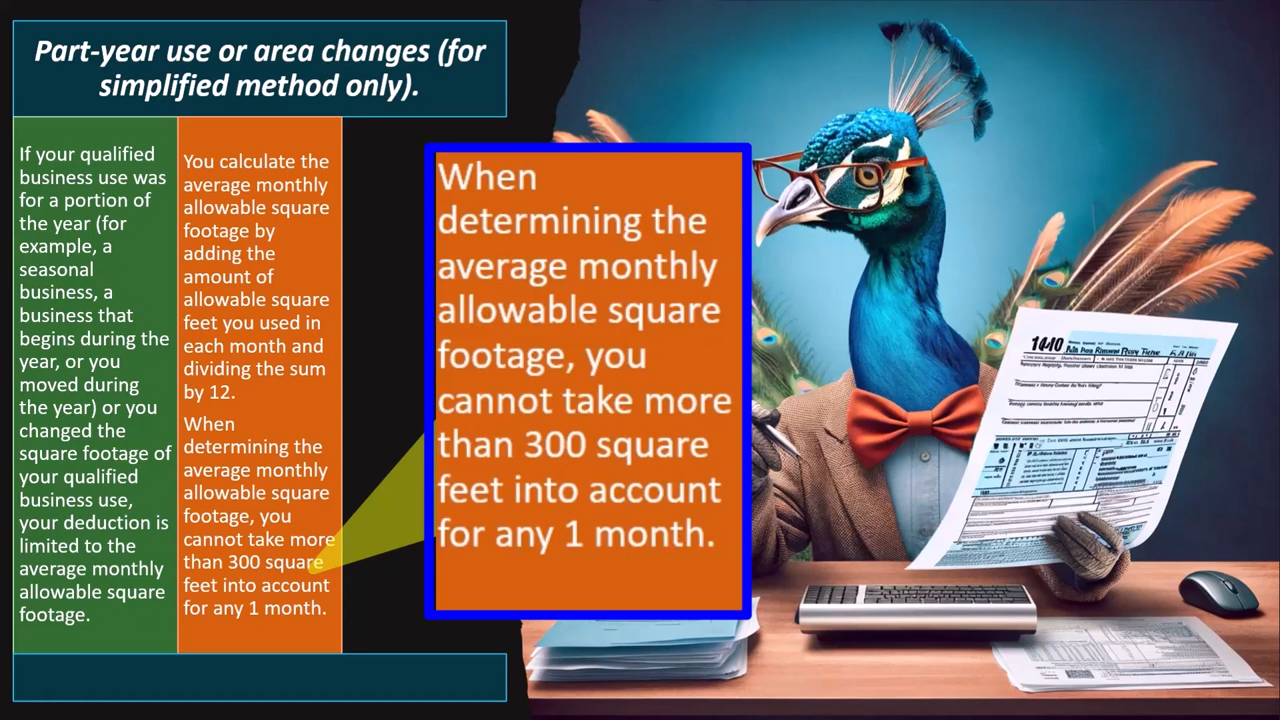 Part-year use or area changes (for
simplified method only).
If your qualified
business use was
for a portion of
the year (for
example, a
seasonal
business, a
business that
begins during the
year, or you
moved during
the year) or you
changed the
square footage of
your qualified
business use,
your deduction is
limited to the
average monthly
allowable square
footage.
You calculate the
average monthly
allowable square
footage by
adding the
amount of
allowable square
feet you used in
each month and
dividing the sum
by 12.
When
determining the
average monthly
allowable square
footage, you
cannot take more
than 300 square
feet into account
for any 1 month.
When
determining the
average monthly
allowable square
footage, you
cannot take more
than 300 square
feet into account
for any 1 month.